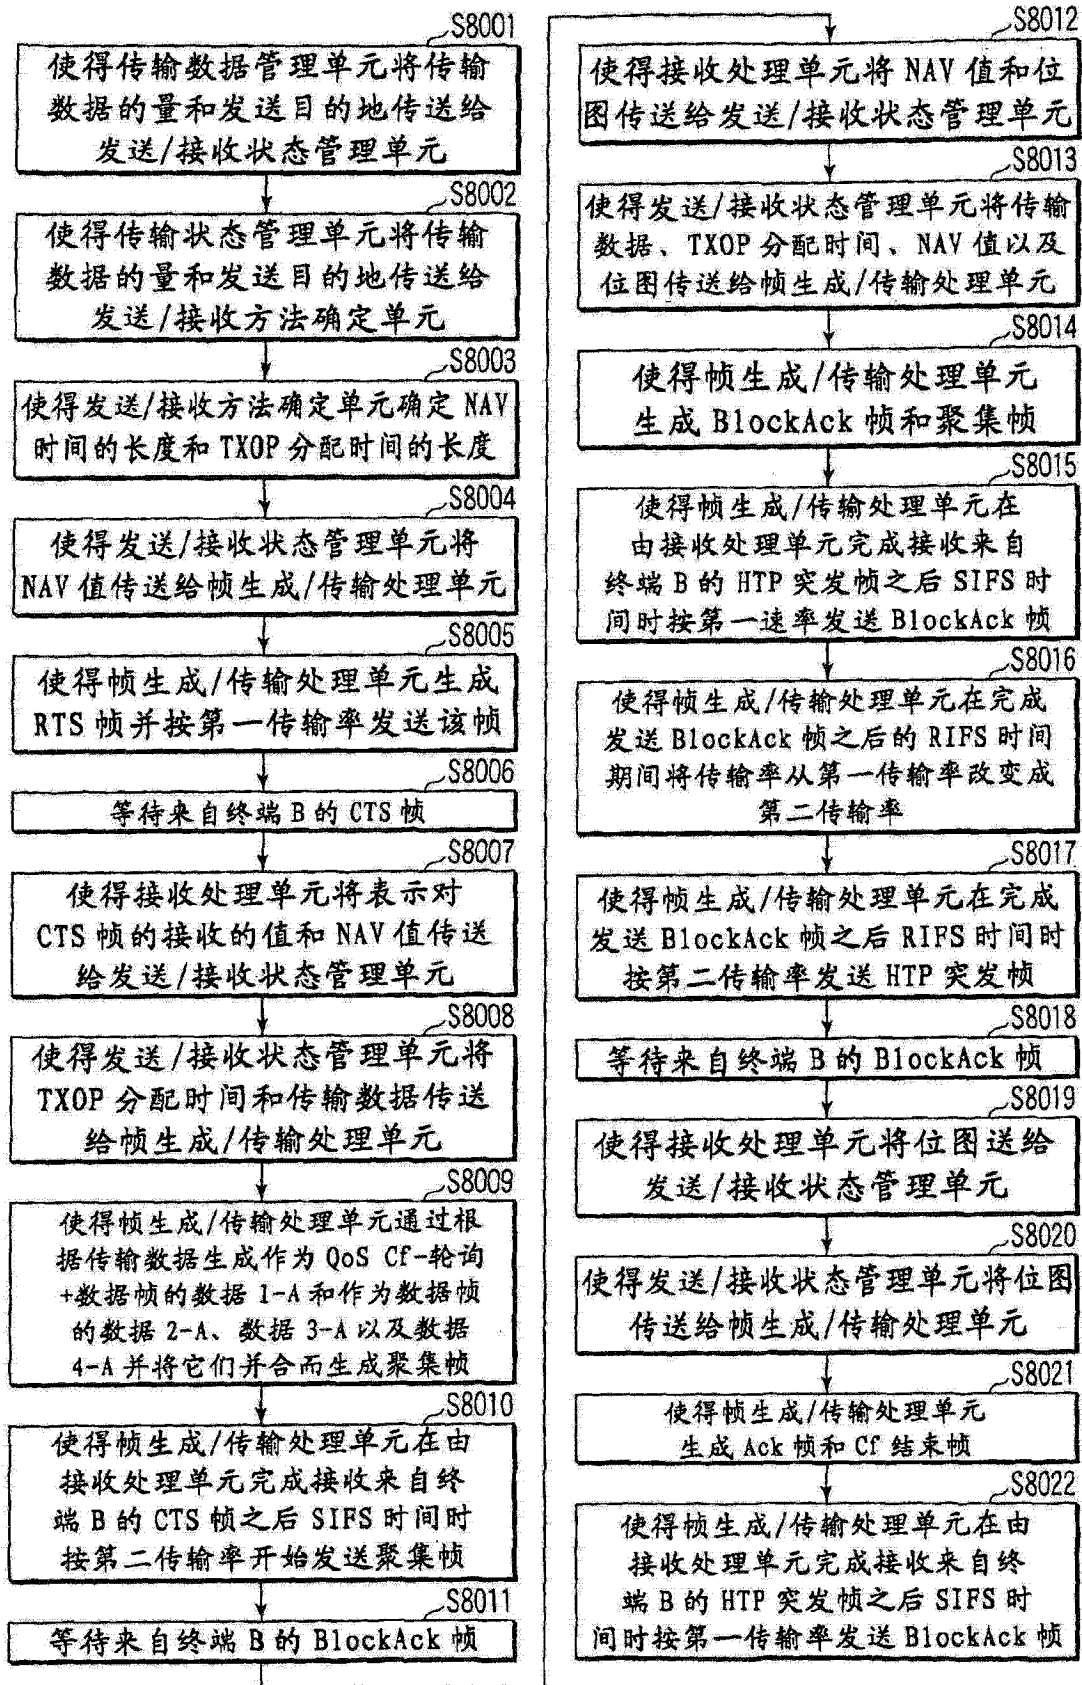 S8001
使得传输数据管理单元将传输
数据的量和发送目的地传送给
发送/接收状态管理单元
S8002
使得传输状态管理单元将传输
数据的量和发送目的地传送给
发送/接收方法确定单元
S8003
使得发送/接收方法确定单元确定 NAV
时间的长度和 TXOP 分配时间的长度
S8004
使得发送/接收状态管理单元将
NAV 值传送给帧生成/传输处理单元
S8005
使得帧生成/传输处理单元生成
RTS 帧并按第一传输率发送该帧
S8006
等待来自终端 B 的 CTS 帧
S8007
使得接收处理单元将表示对
CTS 帧的接收的值和 NAV 值传送
给发送/接收状态管理单元
S8008
使得发送/接收状态管理单元将
TXOP 分配时间和传输数据传送
给帧生成/传输处理单元
S8009
使得帧生成/传输处理单元通过根
据传输数据生成作为 QoS Cf-轮询
+数据帧的数据 1-A 和作为数据帧
的数据 2-A、数据 3-A 以及数据
4-A 并将它们并合而生成聚集帧
S8010
使得帧生成/传输处理单元在由
接收处理单元完成接收来自终
端 B 的 CTS 帧之后 SIFS 时间时
按第二传输率开始发送聚集帧
S8011
等待来自终端 B 的 BlockAck 帧
S8012
使得接收处理单元将 NAV 值和位
图传送给发送/接收状态管理单元
S8013
使得发送/接收状态管理单元将传输
数据、TXOP 分配时间、NAV 值以及
位图传送给帧生成/传输处理单元
S8014
使得帧生成/传输处理单元
生成 BlockAck 帧和聚集帧
S8015
使得帧生成/传输处理单元在
由接收处理单元完成接收来自
终端 B 的 HTP 突发帧之后 SIFS 时
间时按第一速率发送 BlockAck 帧
S8016
使得帧生成/传输处理单元在完成
发送 BlockAck 帧之后的 RIFS 时间
期间将传输率从第一传输率改变成
第二传输率
S8017
使得帧生成/传输处理单元在完成
发送 BlockAck 帧之后 RIFS 时间时
按第二传输率发送 HTP 突发帧
S8018
等待来自终端 B 的 BlockAck 帧
S8019
使得接收处理单元将位图送给
发送/接收状态管理单元
S8020
使得发送/接收状态管理单元将位图
传送给帧生成/传输处理单元
S8021
使得帧生成/传输处理单元
生成 Ack 帧和 Cf 结束帧
S8022
使得帧生成/传输处理单元在由
接收处理单元完成接收来自终
端 B 的 HTP 突发帧之后 SIFS 时
间时按第一传输率发送 BlockAck 帧